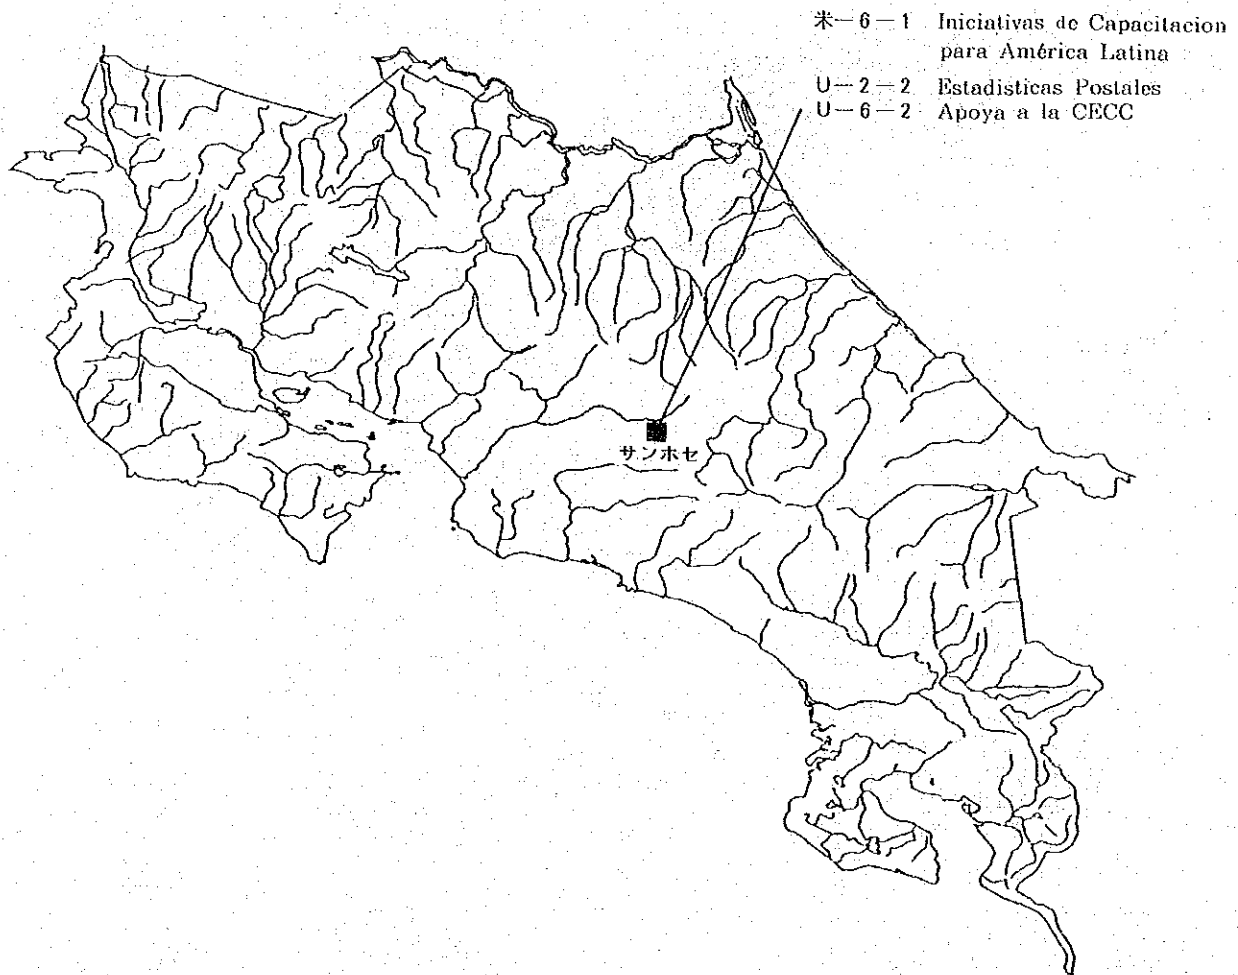 米－6－1 Iniciativas de Capacitacion
para América Latina
U－2－2 Estadisticas Postales
U－6－2 Apoya a la CECC
サンホセ